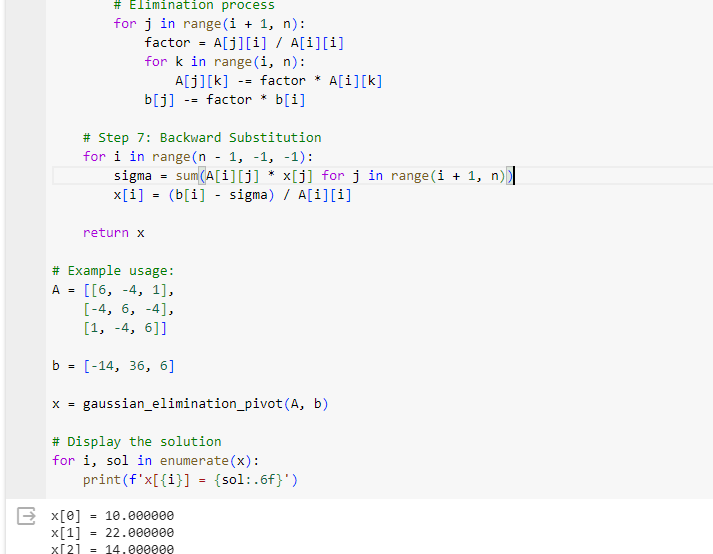 # Elimination process
for j in range(i + 1, n):
factor = A[j][i] / A[i][i]
for k in range(i, n):
A[j][k] -= factor * A[i][k]
b[j] -= factor * b[i]
# Step 7: Backward Substitution
for i in range(n - 1, -1, -1):
sigma = sum(A[i][j] * x[j] for j in range(i + 1, n))
x[i] = (b[i] - sigma) / A[i][i]
return x
# Example usage:
A = [[6, -4, 1],
[-4, 6, -4],
[1, -4, 6]]
b = [-14, 36, 6]
x = gaussian_elimination_pivot(A, b)
# Display the solution
for i, sol in enumerate(x):
print(f'x[{i}] = {sol:.6f}')
x[0] = 10.000000
x[1] = 22.000000
x[2] = 14.000000